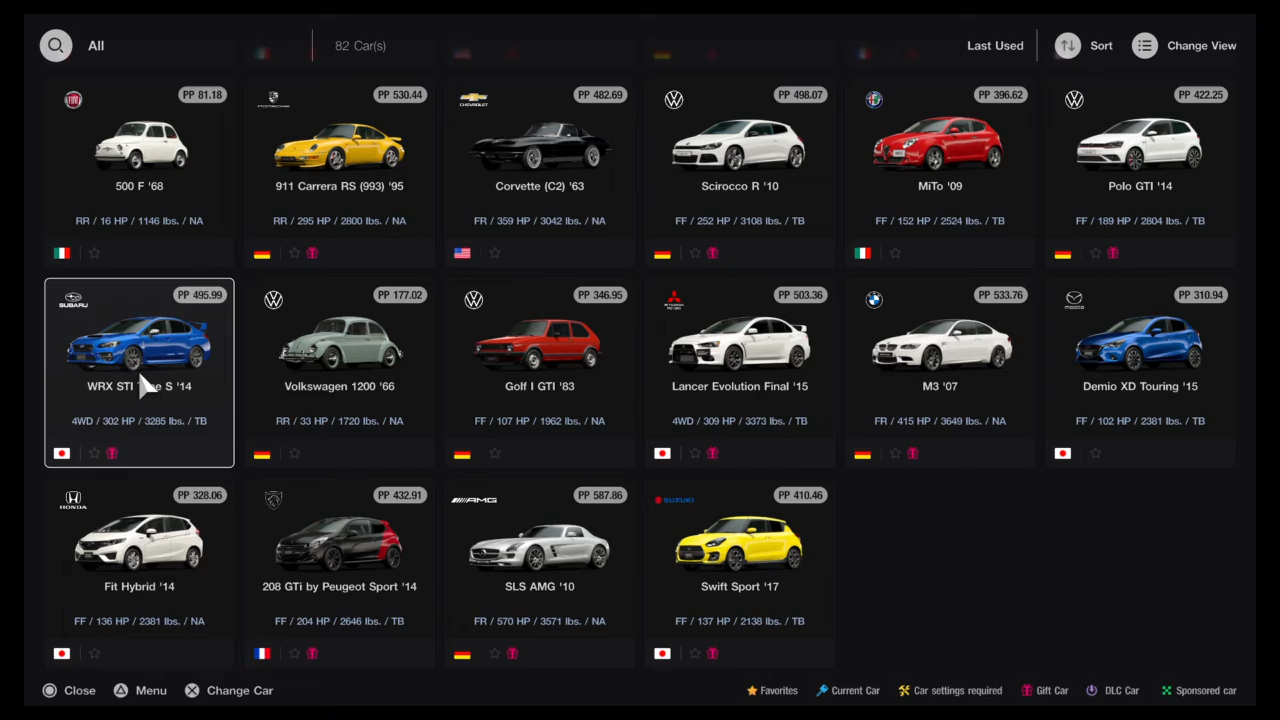 All 82 Car(s) Last Used Sort Change View
PP 81.18 PP 530.44 PP 482.69 PP 498.07 PP 396.62 PP 422.25
FIAT PORSCHE CHEVROLET
500 F '68 911 Carrera RS (993) '95 Corvette (C2) '63 Scirocco R '10 MiTo '09 Polo GTI '14
RR / 16 HP / 1146 lbs. / NA RR / 295 HP / 2800 lbs. / NA FR / 359 HP / 3042 lbs. / NA FF / 252 HP / 3108 lbs. / TB FF / 152 HP / 2524 lbs. / TB FF / 189 HP / 2804 lbs. / TB
PP 495.99 PP 177.02 PP 346.95 PP 503.36 PP 533.76 PP 310.94
SUBARU MITSUBISHI MOTORS mazda
WRX STI S '14 Volkswagen 1200 '66 Golf I GTI '83 Lancer Evolution Final '15 M3 '07 Demio XD Touring '15
4WD / 302 HP / 3285 lbs. / TB RR / 33 HP / 1720 lbs. / NA FF / 107 HP / 1962 lbs. / NA 4WD / 309 HP / 3373 lbs. / TB FR / 415 HP / 3649 lbs. / NA FF / 102 HP / 2381 lbs. / TB
PP 328.06 PP 432.91 PP 587.86 PP 410.46
HONDA AMG SUZUKI
Fit Hybrid '14 208 GTi by Peugeot Sport '14 SLS AMG '10 Swift Sport '17
FF / 136 HP / 2381 lbs. / NA FF / 204 HP / 2646 lbs. / TB FR / 570 HP / 3571 lbs. / NA FF / 137 HP / 2138 lbs. / TB
Close Menu Change Car Favorites Current Car Car settings required Gift Car DLC Car Sponsored car